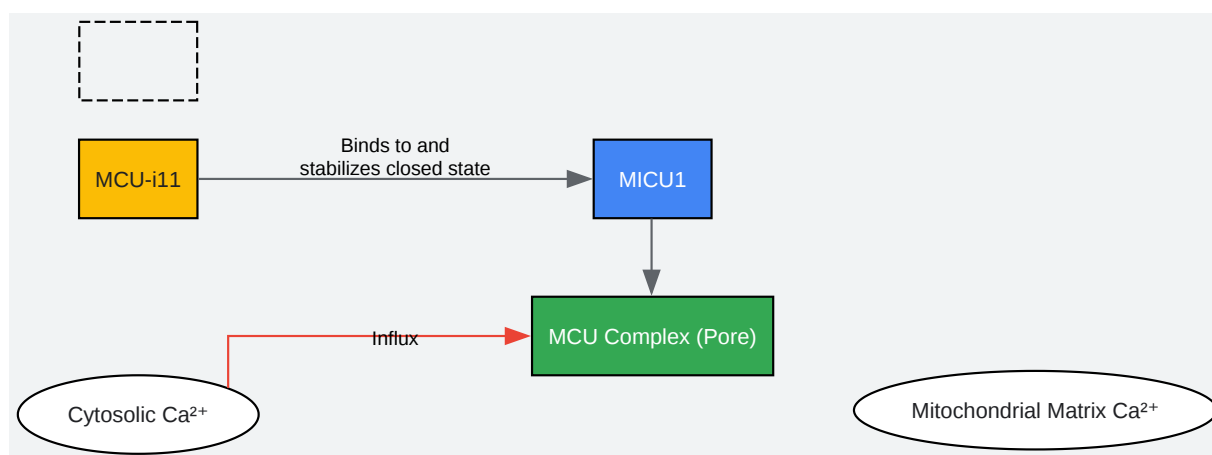 Binds to and
stabilizes closed state
MCU-i11
MICU1
Influx
MCU Complex (Pore)
Cytosolic Ca²⁺
Mitochondrial Matrix Ca²⁺